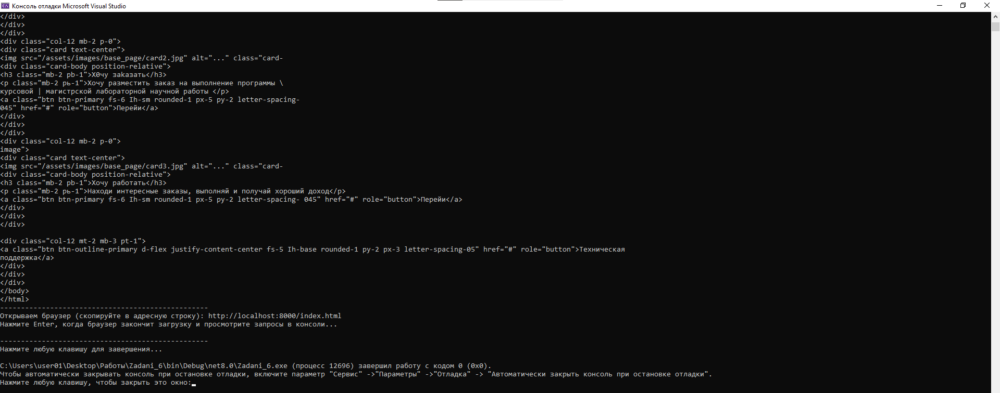 Консоль отладки Microsoft Visual Studio
</div>
</div>
</div>
<div class="col-12 mb-2 p-0">
<div class="card text-center">
<img src="/assets/images/base_page/card2.jpg" alt="..." class="card-
<div class="card-body position-relative">
<h3 class="mb-2 pb-1">Х0чу заказать</h3>
<p class="mb-2 рь-1">Хочу разместить заказ на выполнение программы \
курсовой | магистрской лабораторной научной работы </p>
<a class="btn btn-primary fs-6 Ih-sm rounded-1 px-5 py-2 letter-spacing-
045" href="#" role="button">Перейи</a>
</div>
</div>
</div>
<div class="col-12 mb-2 p-0">
image">
<div class="card text-center">
<img src="/assets/images/base_page/card3.jpg" alt="..." class="card-
<div class="card-body position-relative">
<h3 class="mb-2 pb-1">Хочу работать</h3>
<p class="mb-2 рь-1">Находи интересные заказы, выполняй и получай хороший доход</p>
<a class="btn btn-primary fs-6 Ih-sm rounded-1 px-5 py-2 letter-spacing- 045" href="#" role="button">Перейи</a>
</div>
</div>
</div>
<div class="col-12 mt-2 mb-3 pt-1">
<a class="btn btn-outline-primary d-flex justify-content-center fs-5 Ih-base rounded-1 py-2 px-3 letter-spacing-05" href="#" role="button">Техническая
поддержка</a>
</div>
</div>
</div>
</body>
</html>
--------------------------------------------------
Открываем браузер (скопируйте в адресную строку): http://localhost:8000/index.html
Нажмите Enter, когда браузер закончит загрузку и просмотрите запросы в консоли...
--------------------------------------------------
Нажмите любую клавишу для завершения...
C:\Users\user01\Desktop\Работы\Zadani_6\bin\Debug\net8.0\Zadani_6.exe (процесс 12696) завершил работу с кодом 0 (0x0).
Чтобы автоматически закрывать консоль при остановке отладки, включите параметр "Сервис" ->"Параметры" ->"Отладка" -> "Автоматически закрыть консоль при остановке отладки".
Нажмите любую клавишу, чтобы закрыть это окно: